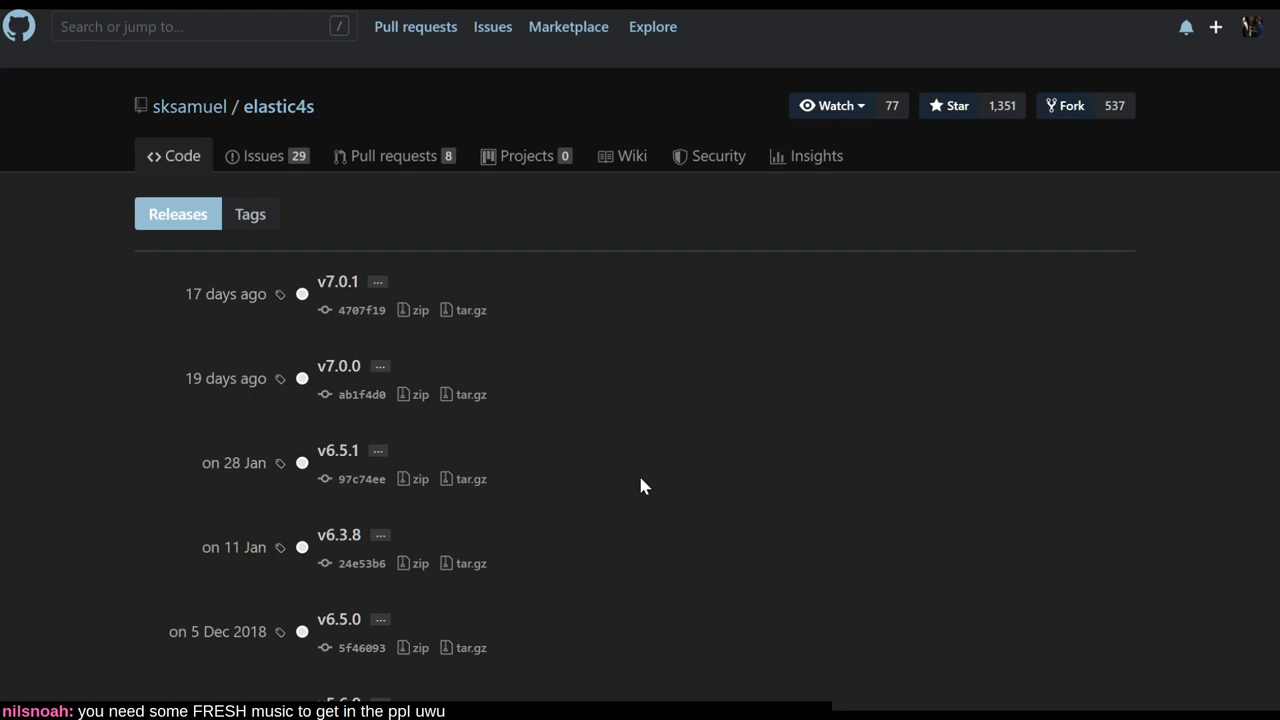 Search or jump to... /
Pull requests Issues Marketplace Explore
sksamuel / elastic4s
Watch 77 Star 1,351 Fork 537
Code Issues 29 Pull requests 8 Projects 0 Wiki Security Insights
Releases Tags
v7.0.1 ...
17 days ago
4707f19 zip tar.gz
v7.0.0 ...
19 days ago
ab1f4d0 zip tar.gz
v6.5.1 ...
on 28 Jan
97c74ee zip tar.gz
v6.3.8 ...
on 11 Jan
24e53b6 zip tar.gz
v6.5.0 ...
on 5 Dec 2018
5f46093 zip tar.gz
nilsnoah: you need some FRESH music to get in the ppl uwu